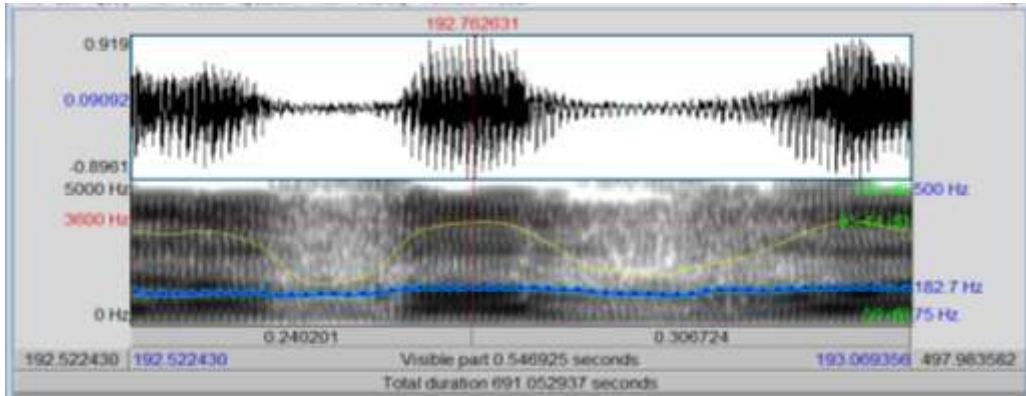 192.762631
0.919
0.09092
-0.8961
5000 Hz 500 Hz
3600 Hz
182.7 Hz
0 Hz 75 Hz
0.240201 0.306724
192.522430 192.522430 Visible part 0.546925 seconds 193.069356 497.983582
Total duration 691.052937 seconds